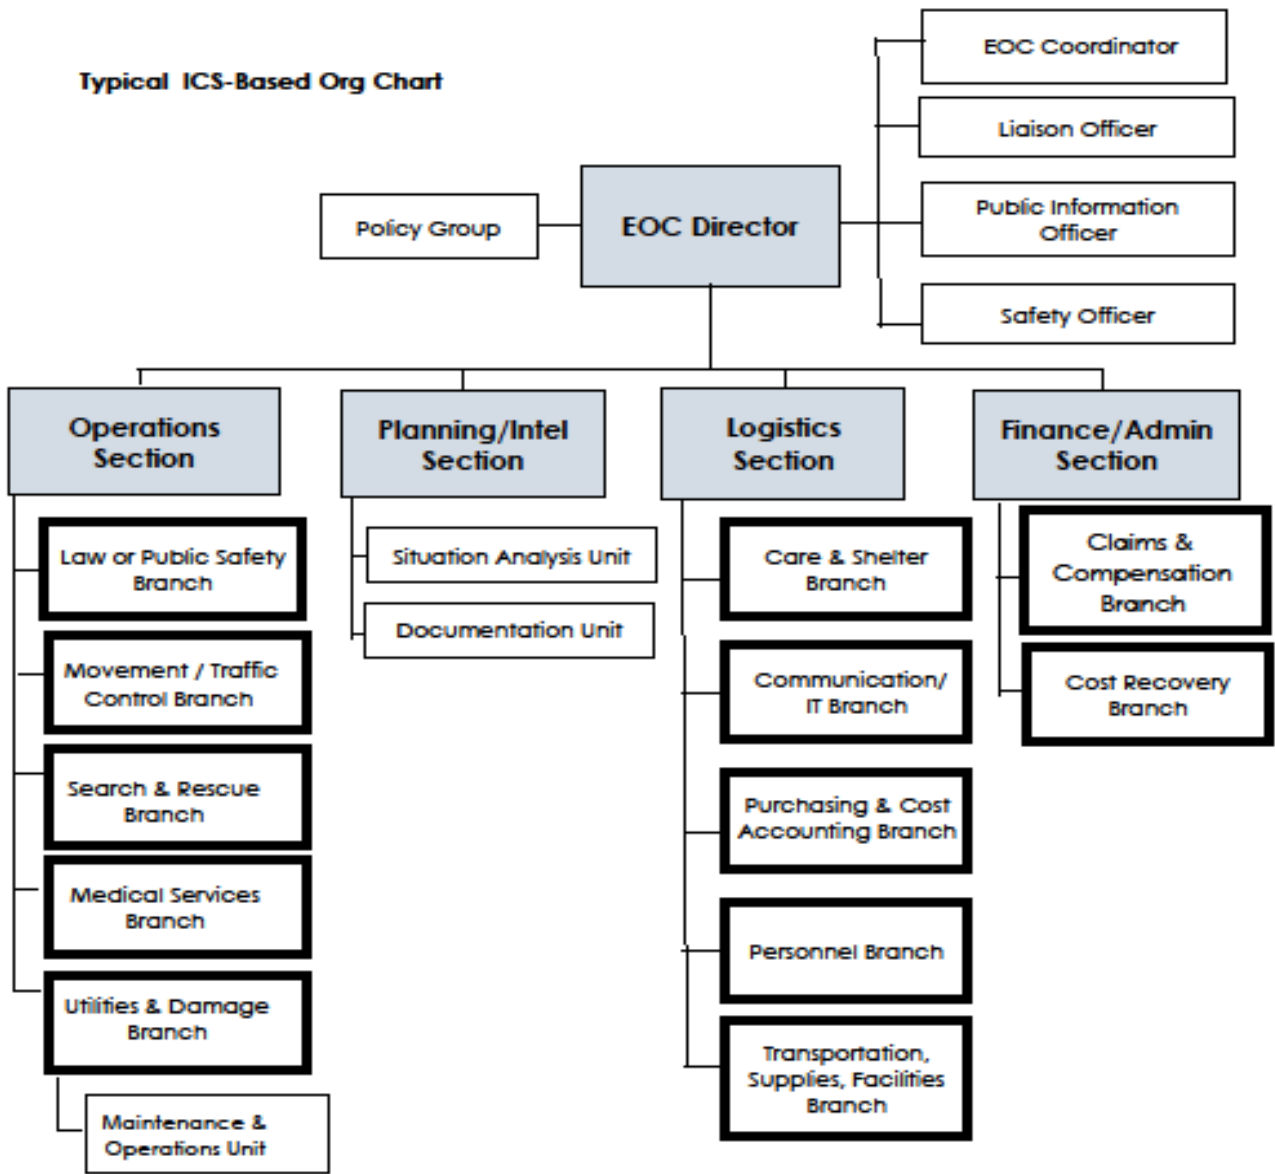 Typical ICS-Based Org Chart
EOC Coordinator
Liaison Officer
Public Information
Officer
Safety Officer
Policy Group
EOC Director
Operations
Section
Planning/Intel
Section
Logistics
Section
Finance/Admin
Section
Law or Public Safety
Branch
Movement / Traffic
Control Branch
Search & Rescue
Branch
Medical Services
Branch
Utilities & Damage
Branch
Maintenance &
Operations Unit
Situation Analysis Unit
Documentation Unit
Care & Shelter
Branch
Communication/
IT Branch
Purchasing & Cost
Accounting Branch
Personnel Branch
Transportation,
Supplies, Facilities
Branch
Claims &
Compensation
Branch
Cost Recovery
Branch